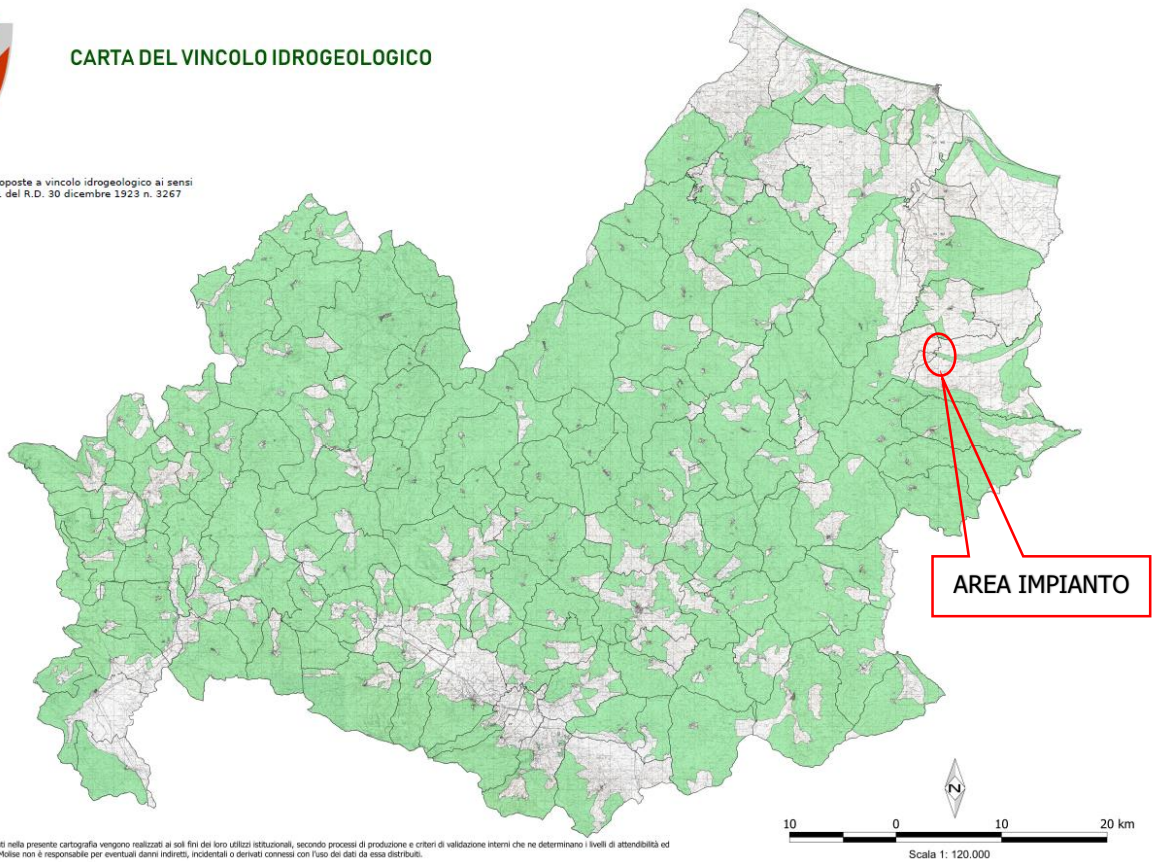 CARTA DEL VINCOLO IDROGEOLOGICO
oposte a vincolo idrogeologico ai sensi
. del R.D. 30 dicembre 1923 n. 3267
AREA IMPIANTO
N
10 0 10 20 km
Scala 1: 120.000
ti nella presente cartografia vengono realizzati ai soli fini dei loro utilizzi istituzionali, secondo processi di produzione e criteri di validazione interni che ne determinano i livelli di attendibilità ed
Molise non è responsabile per eventuali danni indiretti, incidentali o derivati connessi con l'uso dei dati da essa distribuiti.